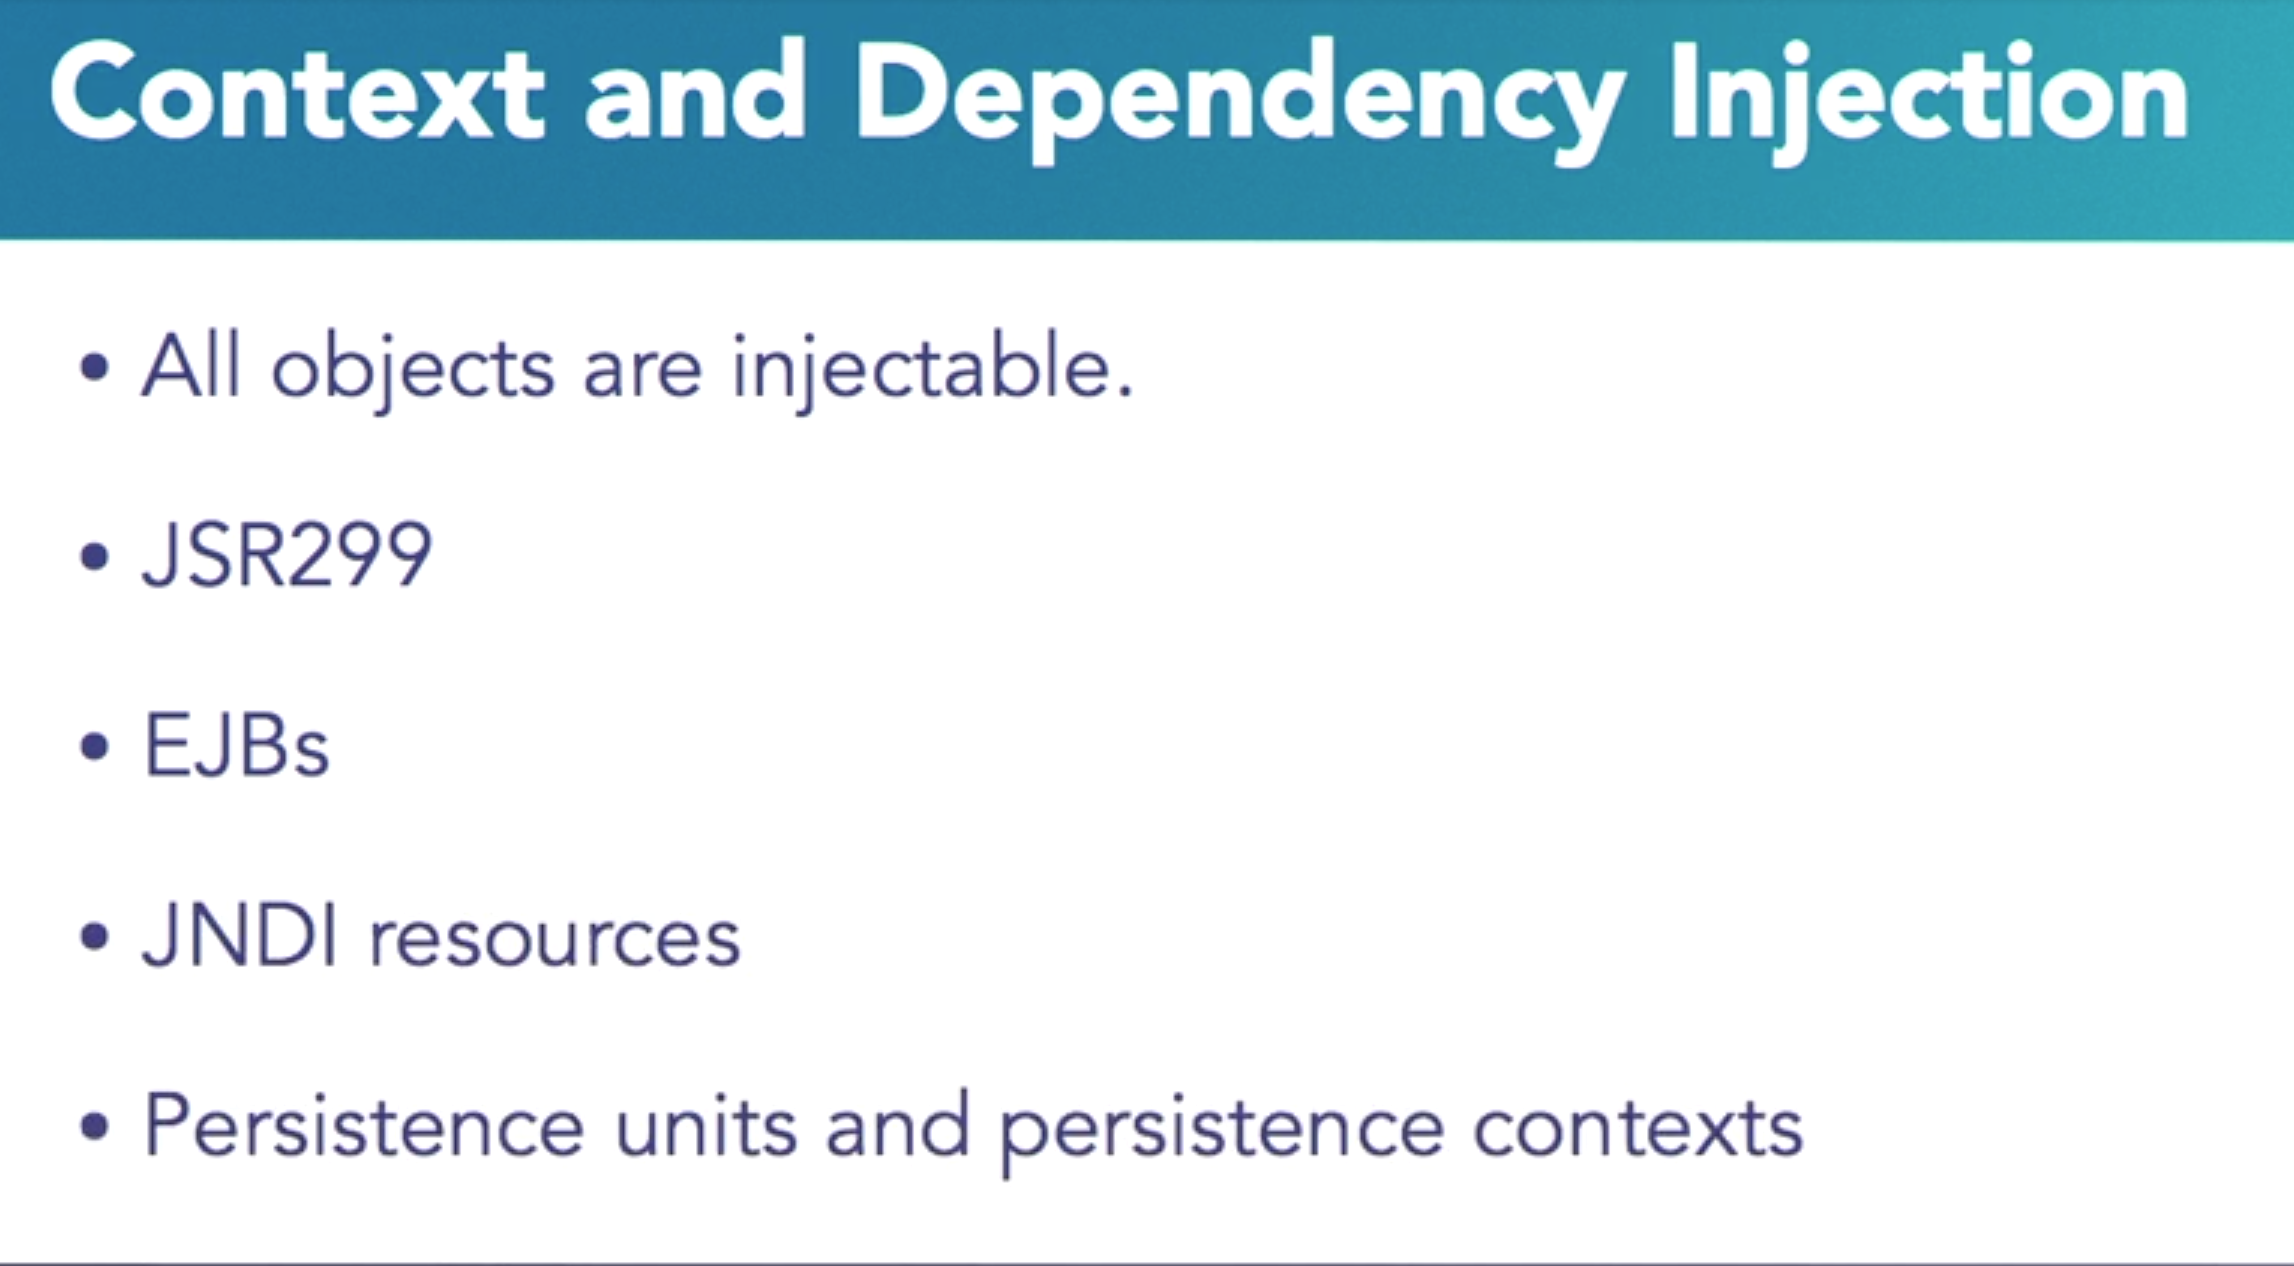 Context and Dependency Injection
• All objects are injectable.
• JSR299
• EJBs
• JNDI resources
• Persistence units and persistence contexts